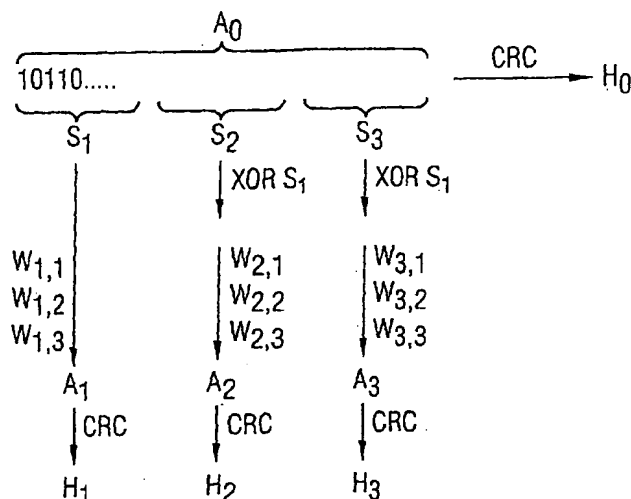 A₀
10110.....
CRC
H₀
S₁ S₂ S₃
XOR S₁ XOR S₁
W₁,₁ W₂,₁ W₃,₁
W₁,₂ W₂,₂ W₃,₂
W₁,₃ W₂,₃ W₃,₃
A₁ A₂ A₃
CRC CRC CRC
H₁ H₂ H₃